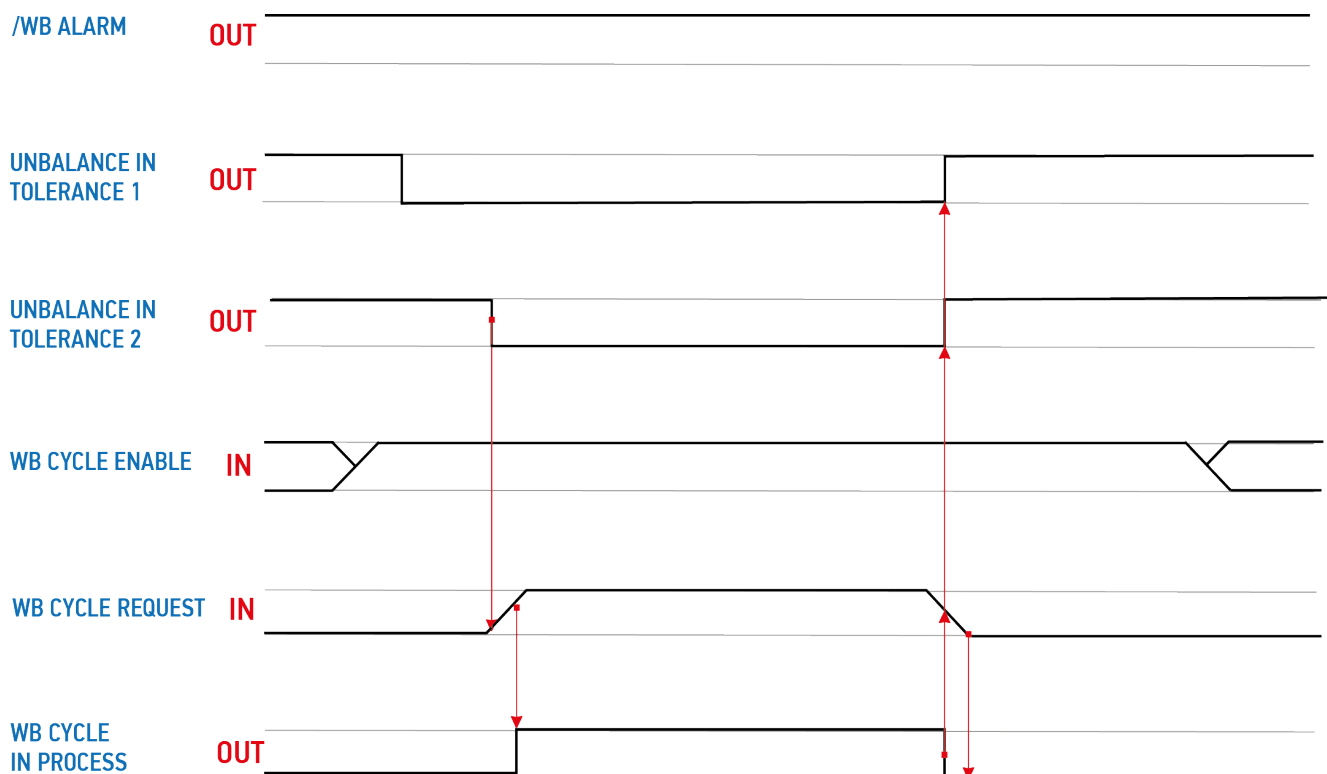 /WB ALARM OUT
UNBALANCE IN
TOLERANCE 1 OUT
UNBALANCE IN
TOLERANCE 2 OUT
WB CYCLE ENABLE IN
WB CYCLE REQUEST IN
WB CYCLE
IN PROCESS OUT